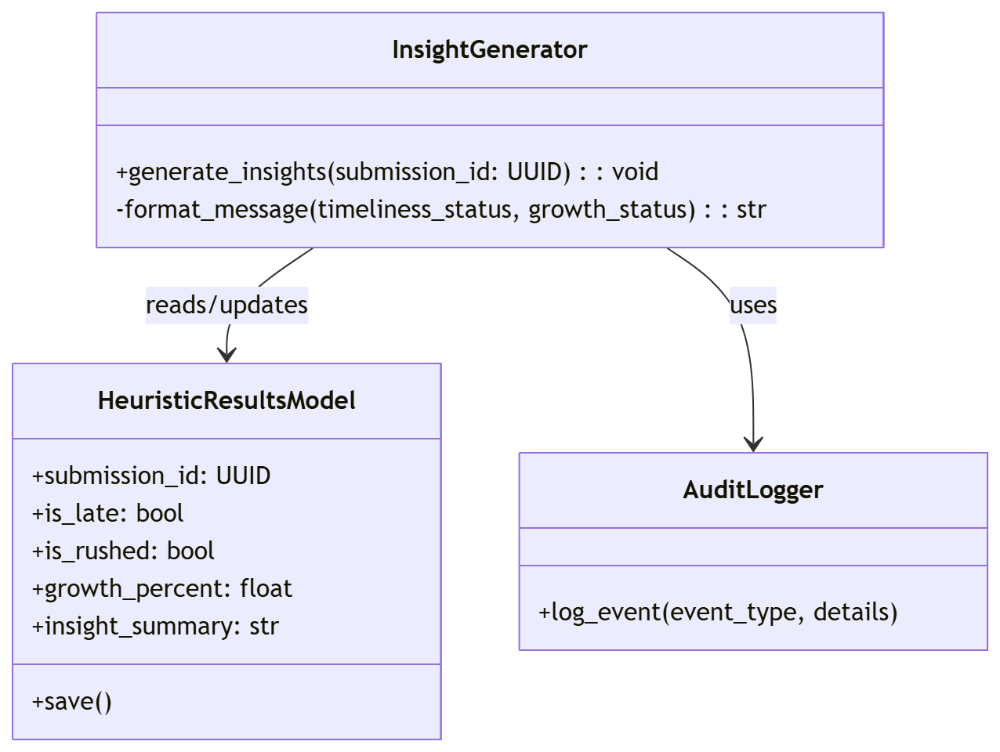 InsightGenerator
+generate_insights(submission_id: UUID) : : void
-format_message(timeliness_status, growth_status) : : str
reads/updates
uses
HeuristicResultsModel
+submission_id: UUID
+is_late: bool
+is_rushed: bool
+growth_percent: float
+insight_summary: str
+save()
AuditLogger
+log_event(event_type, details)